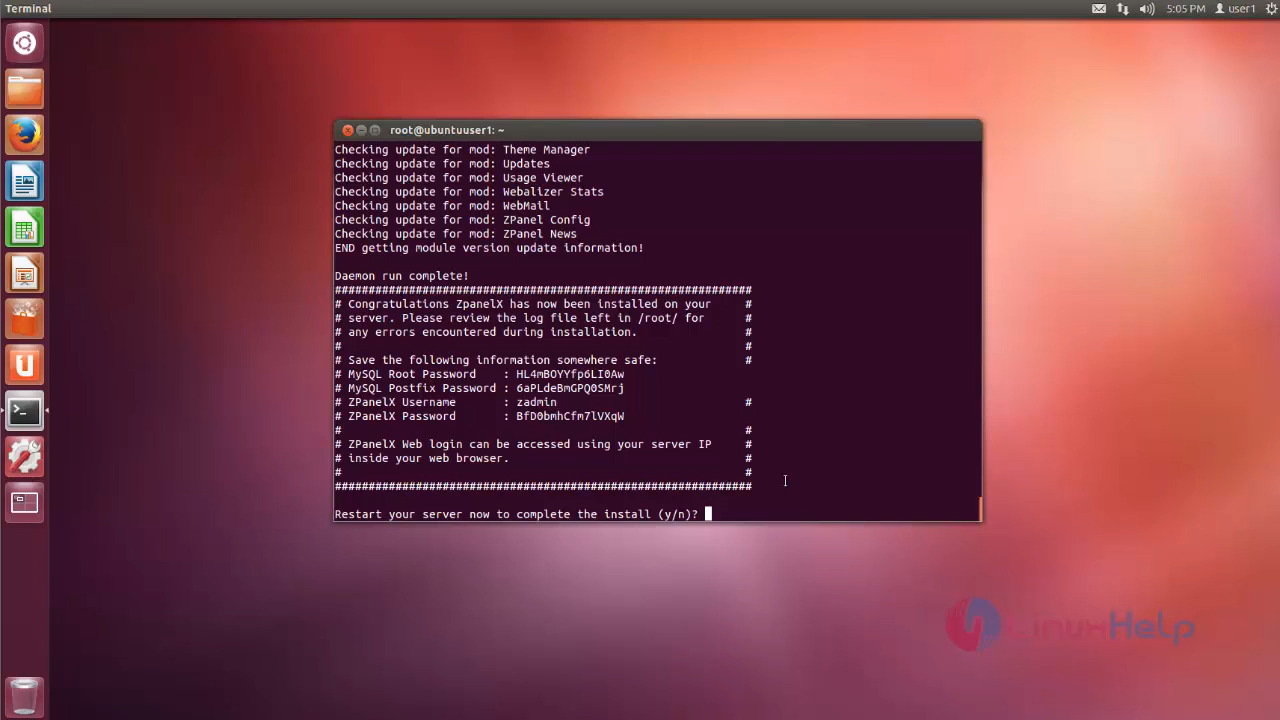 Terminal
5:05 PM
user1
root@ubuntuuser1: ~
Checking update for mod: Theme Manager
Checking update for mod: Updates
Checking update for mod: Usage Viewer
Checking update for mod: Webalizer Stats
Checking update for mod: WebMail
Checking update for mod: ZPanel Config
Checking update for mod: ZPanel News
END getting module version update information!
Daemon run complete!
##############################################################
# Congratulations ZpanelX has now been installed on your #
# server. Please review the log file left in /root/ for #
# any errors encountered during installation. #
# #
# Save the following information somewhere safe: #
# MySQL Root Password : HL4mBOYYfp6LI0Aw
# MySQL Postfix Password : 6aPLdeBmGPQ0SMrj
# ZPanelX Username : zadmin #
# ZPanelX Password : BfD0bmhCfm7lVXqW
# #
# ZPanelX Web login can be accessed using your server IP #
# inside your web browser. #
# #
##############################################################
Restart your server now to complete the install (y/n)?
LinuxHelp